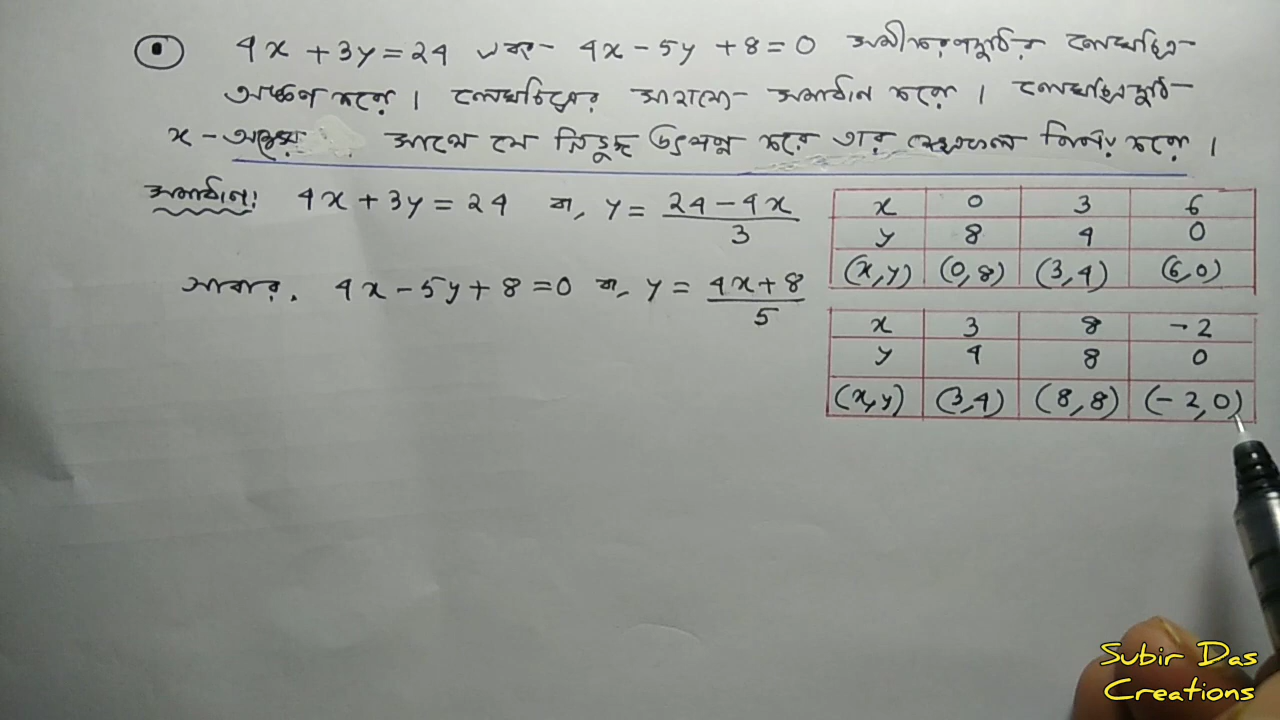 4x + 3y = 24 এবং 4x - 5y + 8 = 0 সমীকরণদুটির লেখচিত্র
অঙ্কন করো। লেখচিত্রের সাহায্যে সমাধান করো। লেখচিত্রদুটি
x - অক্ষের সাথে যে ত্রিভুজ উৎপন্ন করে তার ক্ষেত্রফল নির্ণয় করো।
সমাধান: 4x + 3y = 24 বা, y = (24 - 4x)/3
আবার, 4x - 5y + 8 = 0 বা, y = (4x + 8)/5
x 0 3 6
y 8 4 0
(x, y) (0, 8) (3, 4) (6, 0)
x 3 8 -2
y 4 8 0
(x, y) (3, 4) (8, 8) (-2, 0)
Subir Das
Creations